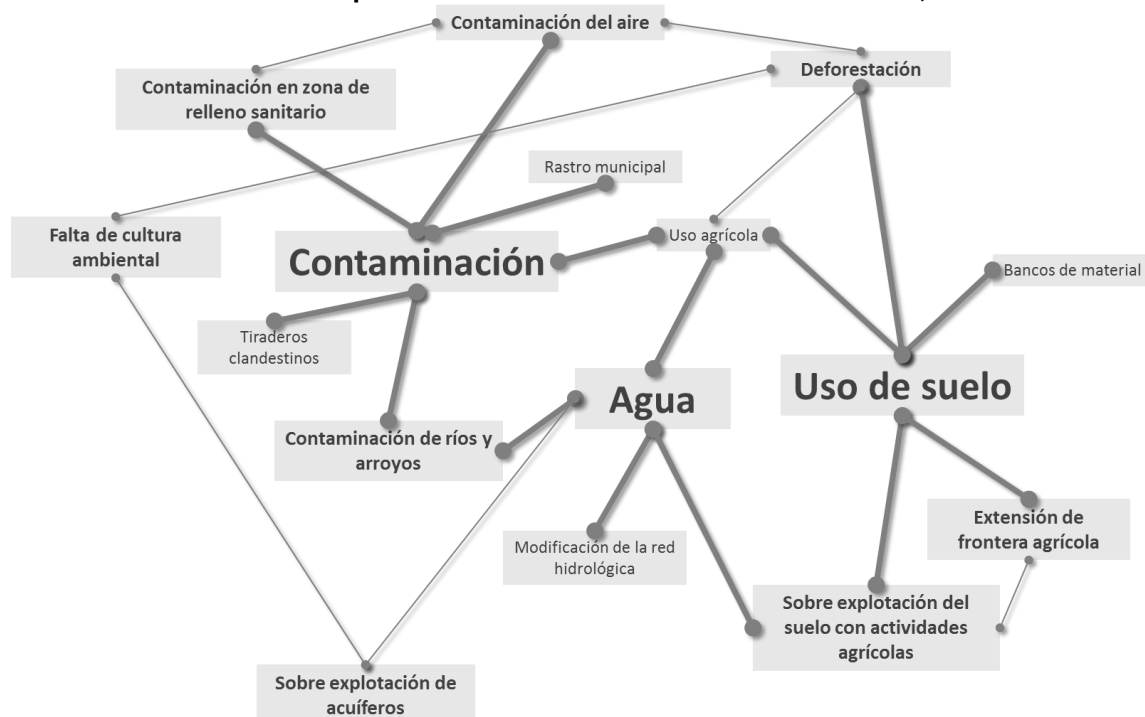 Contaminación del aire
Deforestación
Contaminación en zona de
relleno sanitario
Rastro municipal
Falta de cultura
ambiental
Uso agrícola
Contaminación
Bancos de material
Tiraderos
clandestinos
Uso de suelo
Agua
Contaminación de ríos y
arroyos
Extensión de
frontera agrícola
Modificación de la red
hidrológica
Sobre explotación del
suelo con actividades
agrícolas
Sobre explotación de
acuíferos